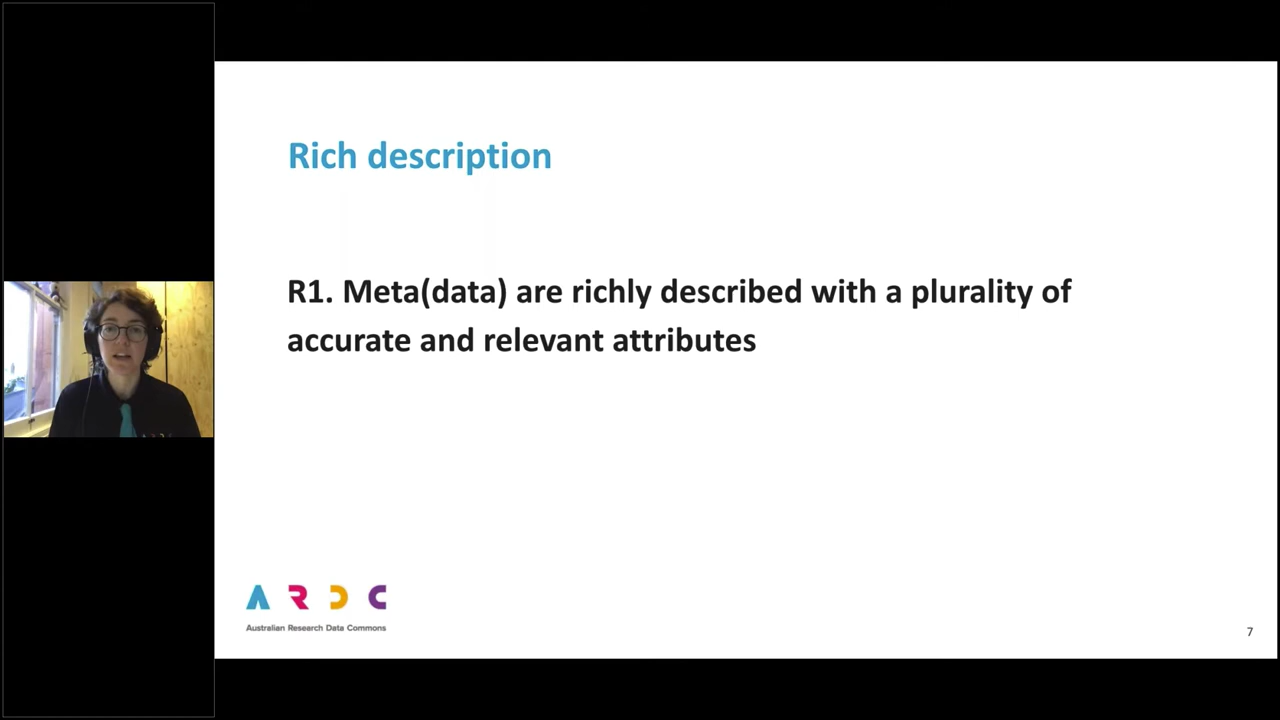 Rich description
R1. Meta(data) are richly described with a plurality of
accurate and relevant attributes
A R D C
Australian Research Data Commons
7